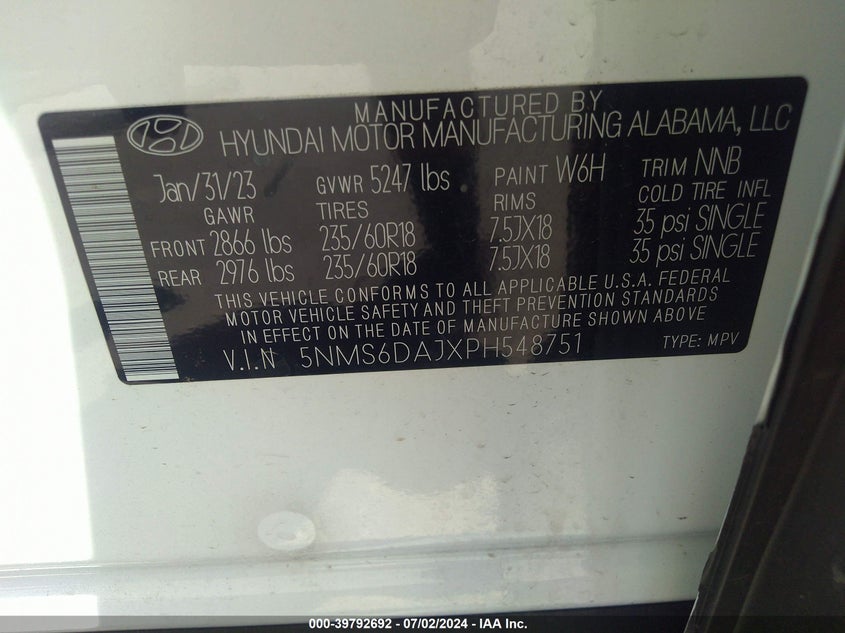 MANUFACTURED BY
HYUNDAI MOTOR MANUFACTURING ALABAMA, LLC
Jan/31/23 GVWR 5247 lbs PAINT W6H TRIM NNB
GAWR TIRES RIMS COLD TIRE INFL
FRONT 2866 lbs 235/60R18 7.5JX18 35 psi SINGLE
REAR 2976 lbs 235/60R18 7.5JX18 35 psi SINGLE
THIS VEHICLE CONFORMS TO ALL APPLICABLE U.S.A. FEDERAL
MOTOR VEHICLE SAFETY AND THEFT PREVENTION STANDARDS
IN EFFECT ON THE DATE OF MANUFACTURE SHOWN ABOVE
V.I.N 5NMS6DAJXPH548751 TYPE: MPV
000-39792692 - 07/02/2024 - IAA Inc.